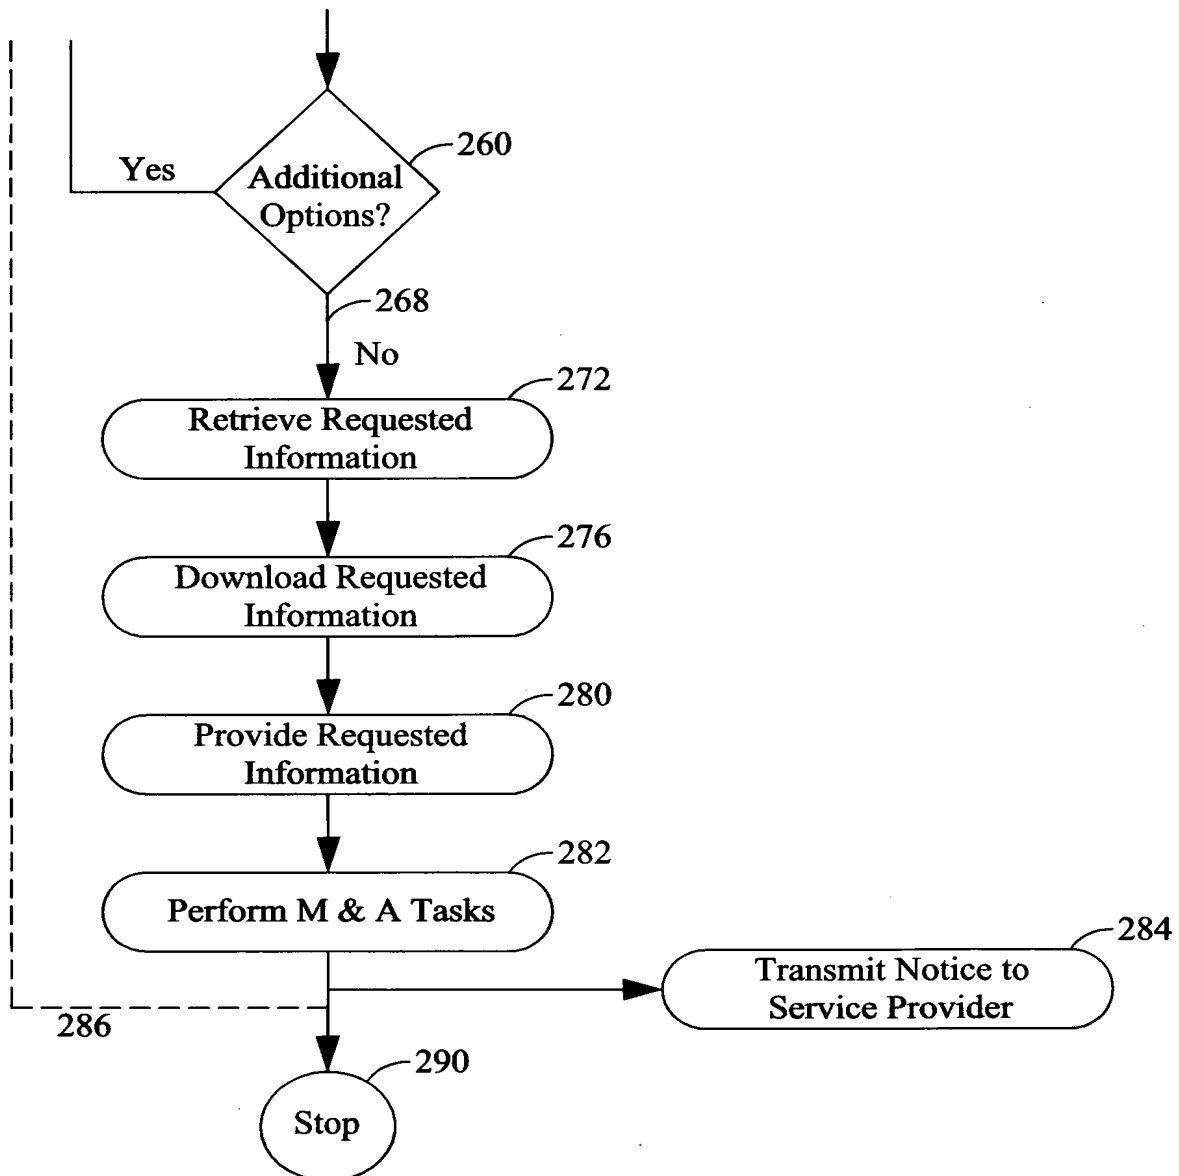 260
Yes
Additional
Options?
268
No
272
Retrieve Requested
Information
276
Download Requested
Information
280
Provide Requested
Information
282
Perform M & A Tasks
284
Transmit Notice to
Service Provider
286
290
Stop